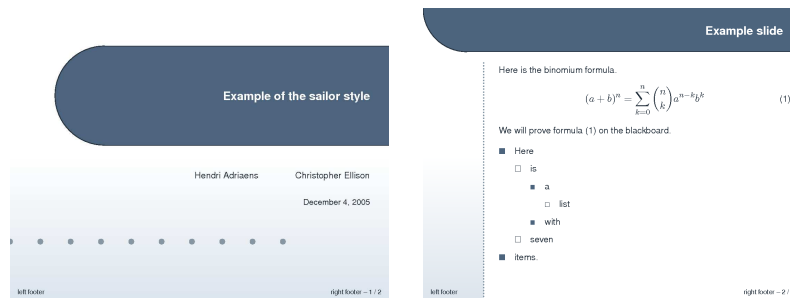 Example of the sailor style
Hendri Adriaens Christopher Ellison
December 4, 2005
left footer right footer – 1 / 2
Example slide
Here is the binomium formula.
(a + b)^n = \sum_{k=0}^{n} \binom{n}{k} a^{n-k} b^k (1)
We will prove formula (1) on the blackboard.
Here
is
a
list
with
seven
items.
left footer right footer – 2 /